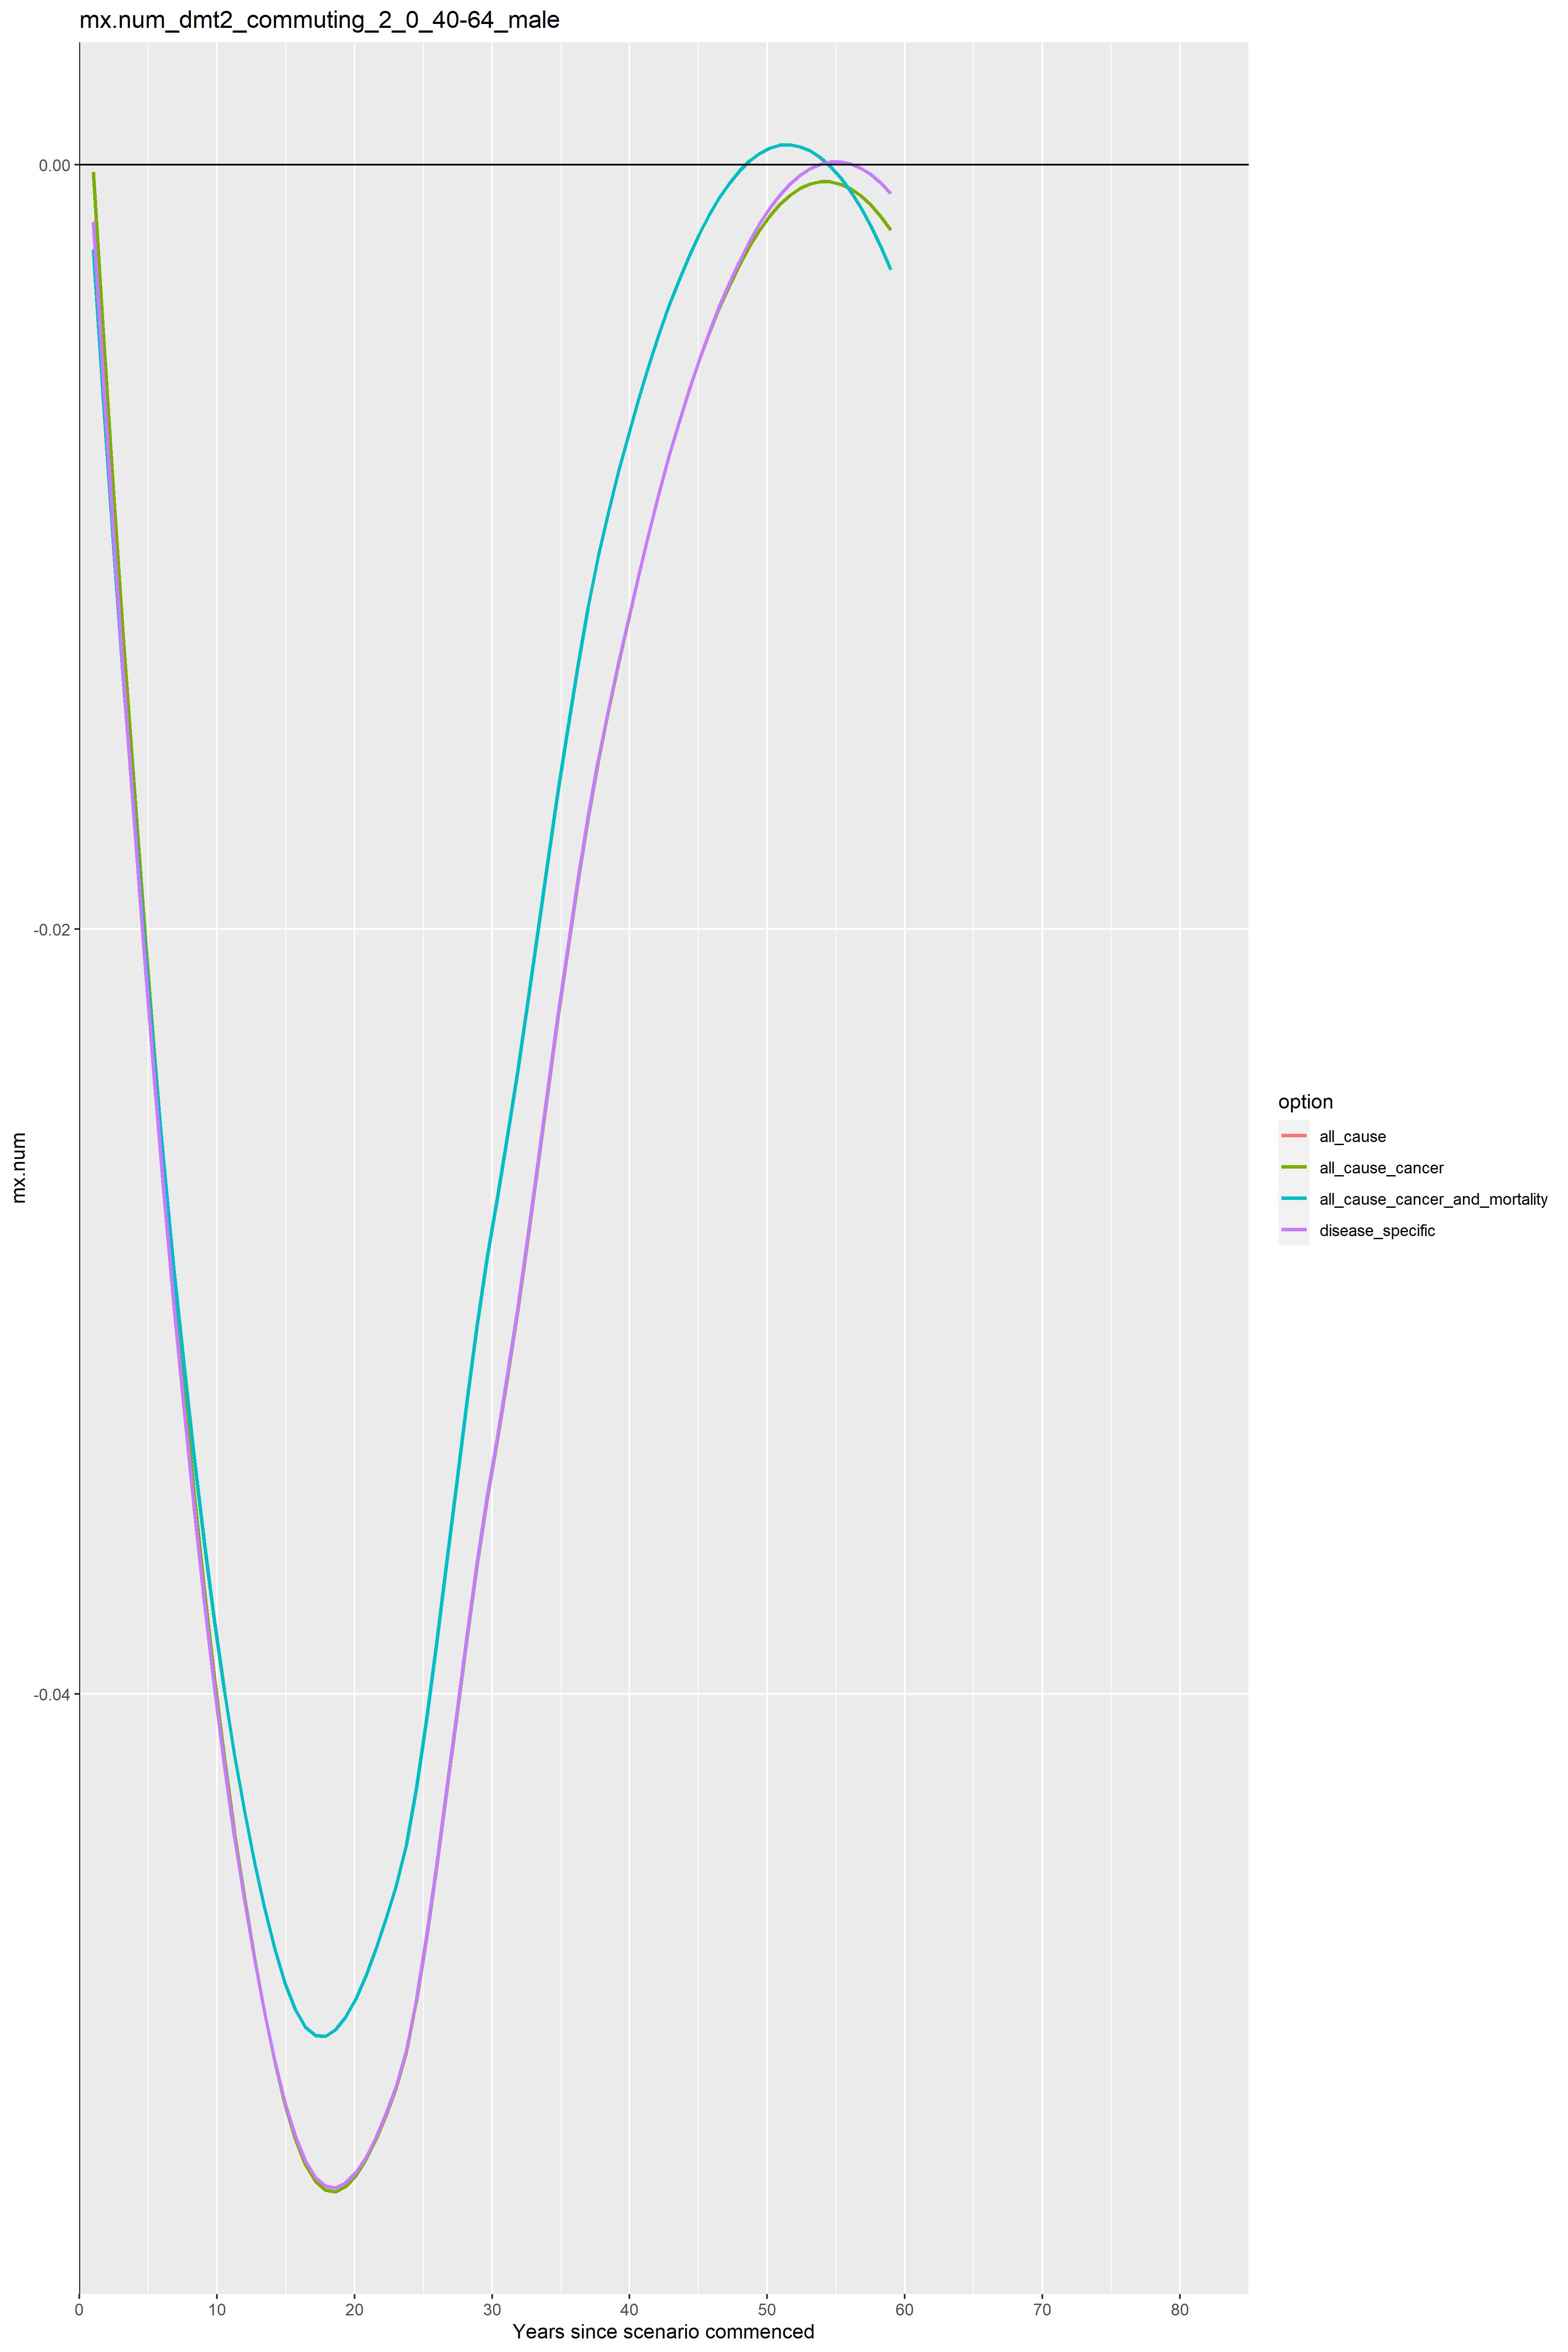 mx.num_dmt2_commuting_2_0_40-64_male
0.00
-0.02
-0.04
mx.num
0 10 20 30 40 50 60 70 80
Years since scenario commenced
option
all_cause
all_cause_cancer
all_cause_cancer_and_mortality
disease_specific